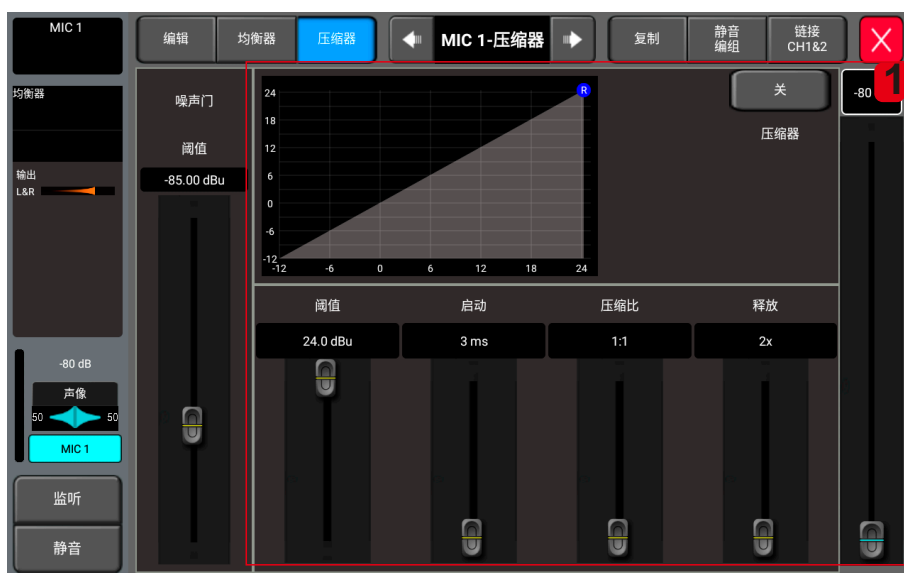 MIC 1
编辑
均衡器
压缩器
MIC 1-压缩器
复制
静音
编组
链接
CH1&2
1
均衡器
输出
L&R
-80 dB
声像
50
50
MIC 1
监听
静音
噪声门
阈值
-85.00 dBu
24
18
12
6
0
-6
-12
-12
-6
0
6
12
18
24
R
关
压缩器
-80
阈值
启动
压缩比
释放
24.0 dBu
3 ms
1:1
2x